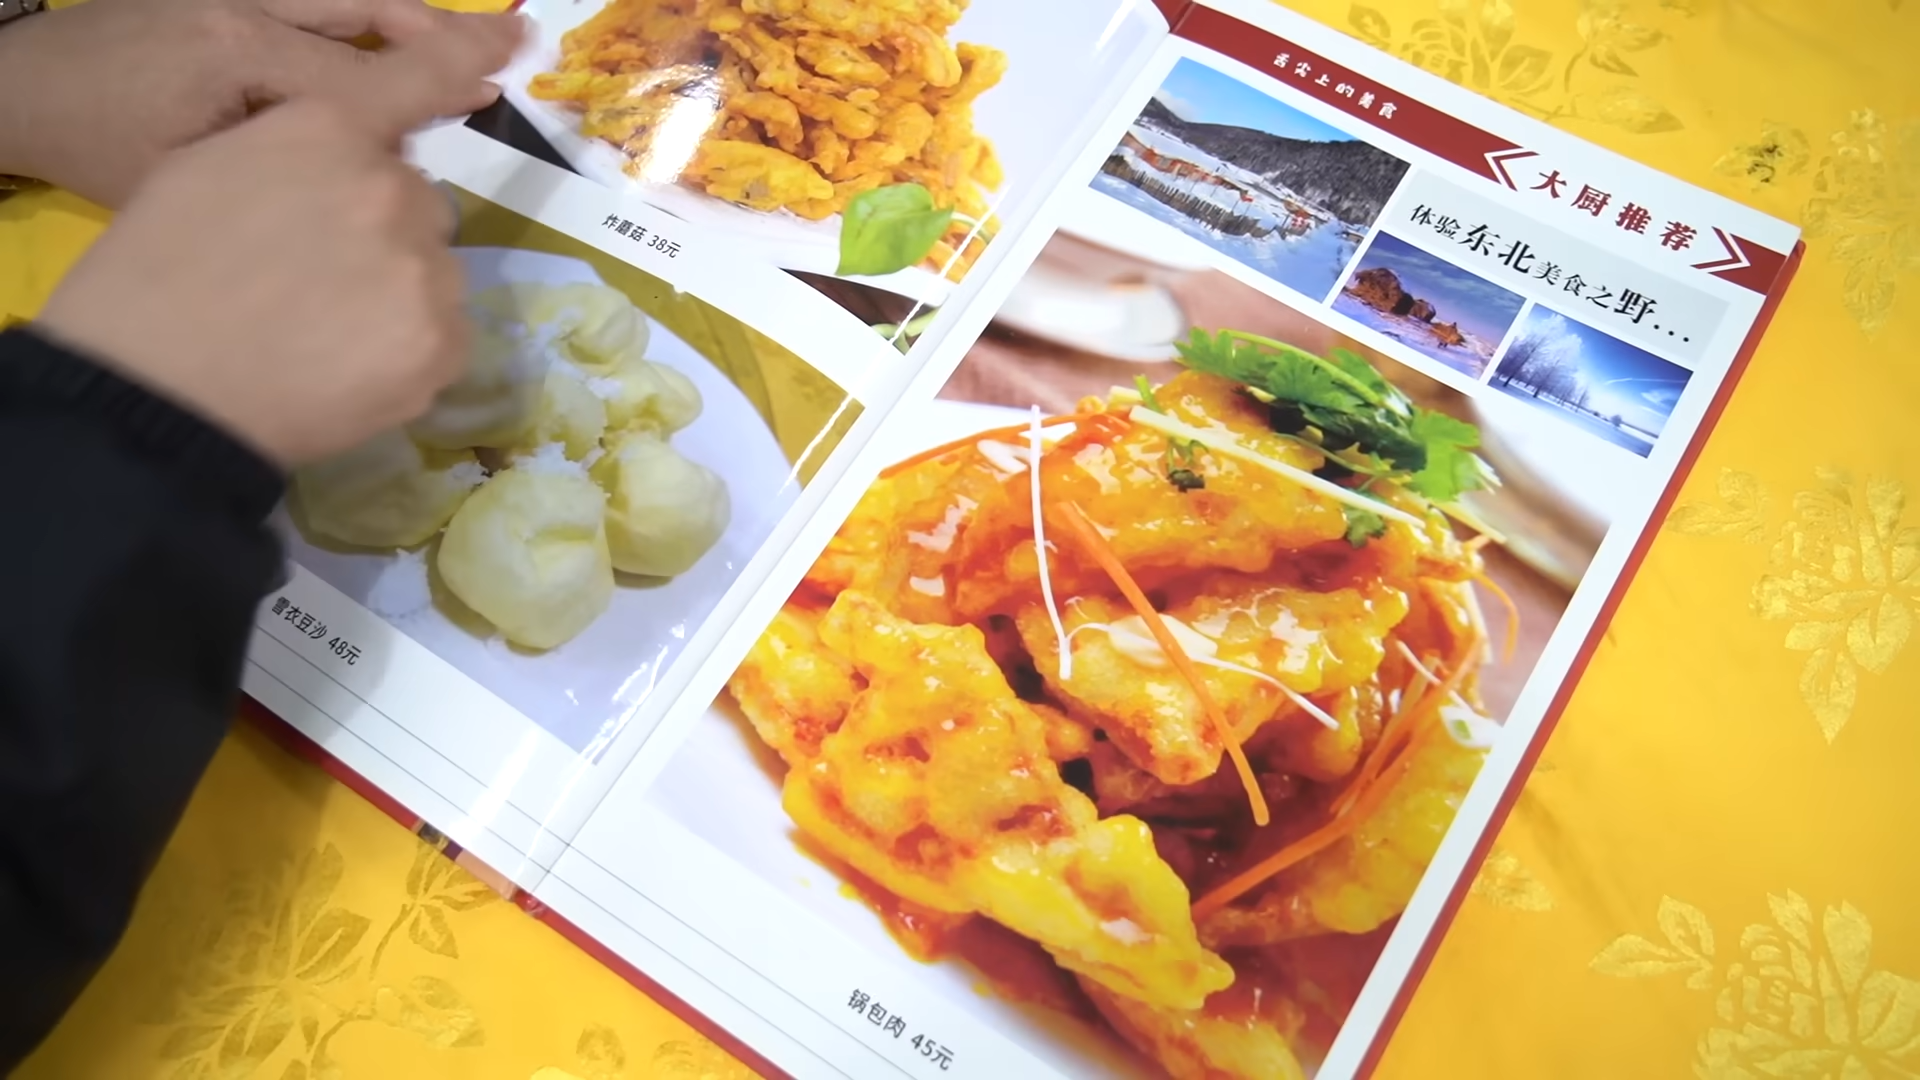 炸蘑菇 38元
雪衣豆沙 48元
舌尖上的美食
大厨推荐
体验东北美食之野...
锅包肉 45元